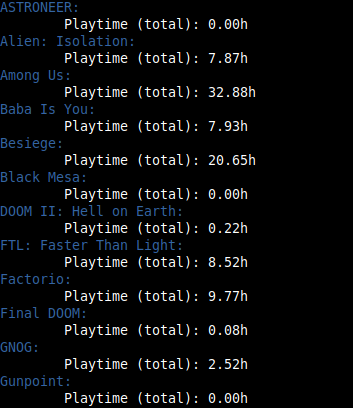 ASTRONEER:
Playtime (total): 0.00h
Alien: Isolation:
Playtime (total): 7.87h
Among Us:
Playtime (total): 32.88h
Baba Is You:
Playtime (total): 7.93h
Besiege:
Playtime (total): 20.65h
Black Mesa:
Playtime (total): 0.00h
DOOM II: Hell on Earth:
Playtime (total): 0.22h
FTL: Faster Than Light:
Playtime (total): 8.52h
Factorio:
Playtime (total): 9.77h
Final DOOM:
Playtime (total): 0.08h
GNOG:
Playtime (total): 2.52h
Gunpoint:
Playtime (total): 0.00h